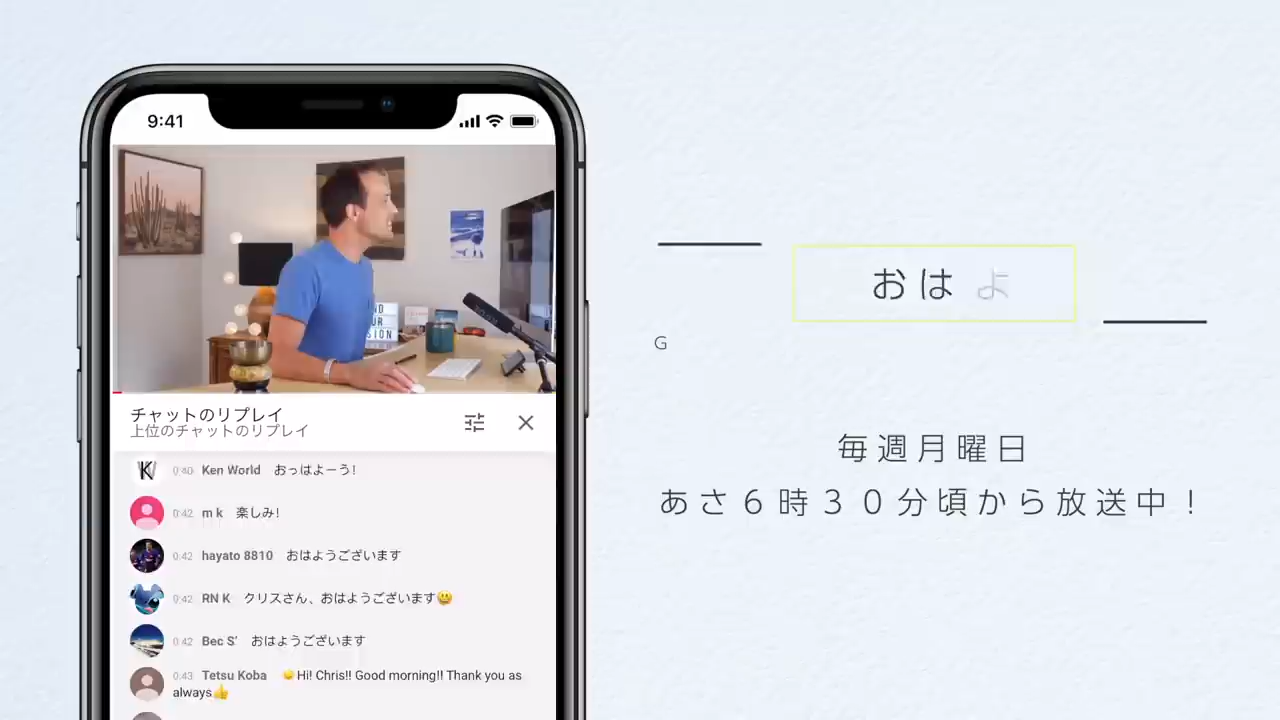 9:41
チャットのリプレイ
上位のチャットのリプレイ
0:40 Ken World おっはよーう!
0:42 m k 楽しみ!
0:42 hayato 8810 おはようございます
0:42 RN K クリスさん、おはようございます😃
0:42 Bec S' おはようございます
0:43 Tetsu Koba 🌟Hi! Chris!! Good morning!! Thank you as
always👍
おはよ
G
毎週月曜日
あさ6時30分頃から放送中!